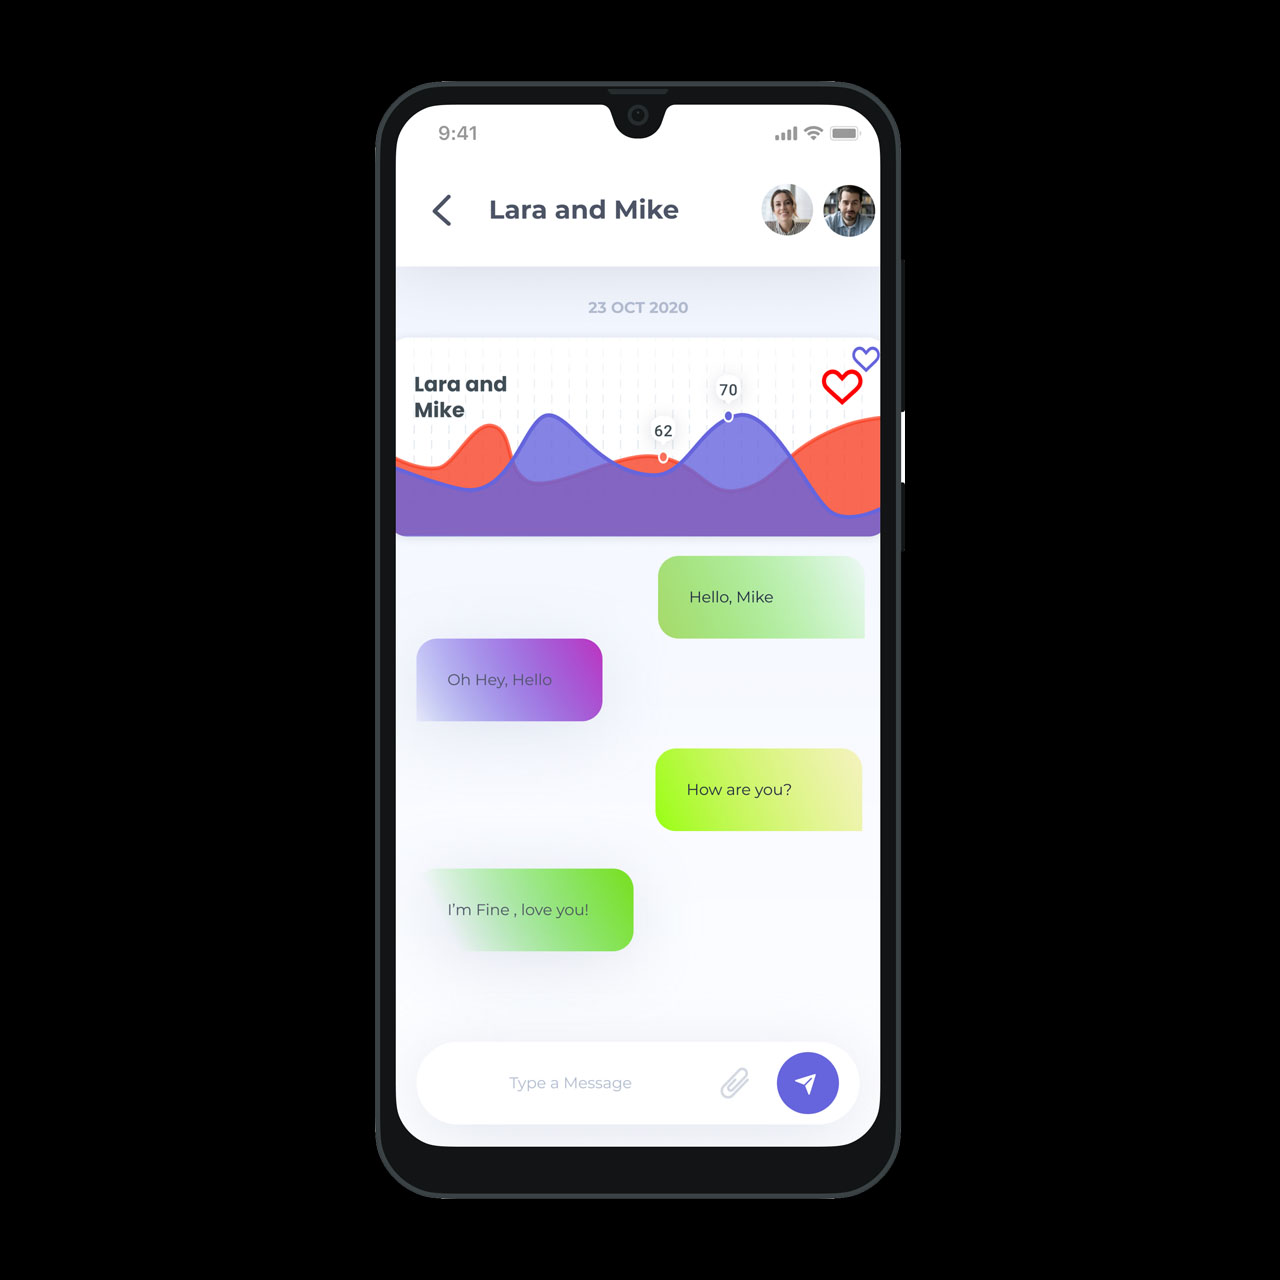 9:41
Lara and Mike
23 OCT 2020
Lara and
Mike
70
62
Hello, Mike
Oh Hey, Hello
How are you?
I’m Fine , love you!
Type a Message